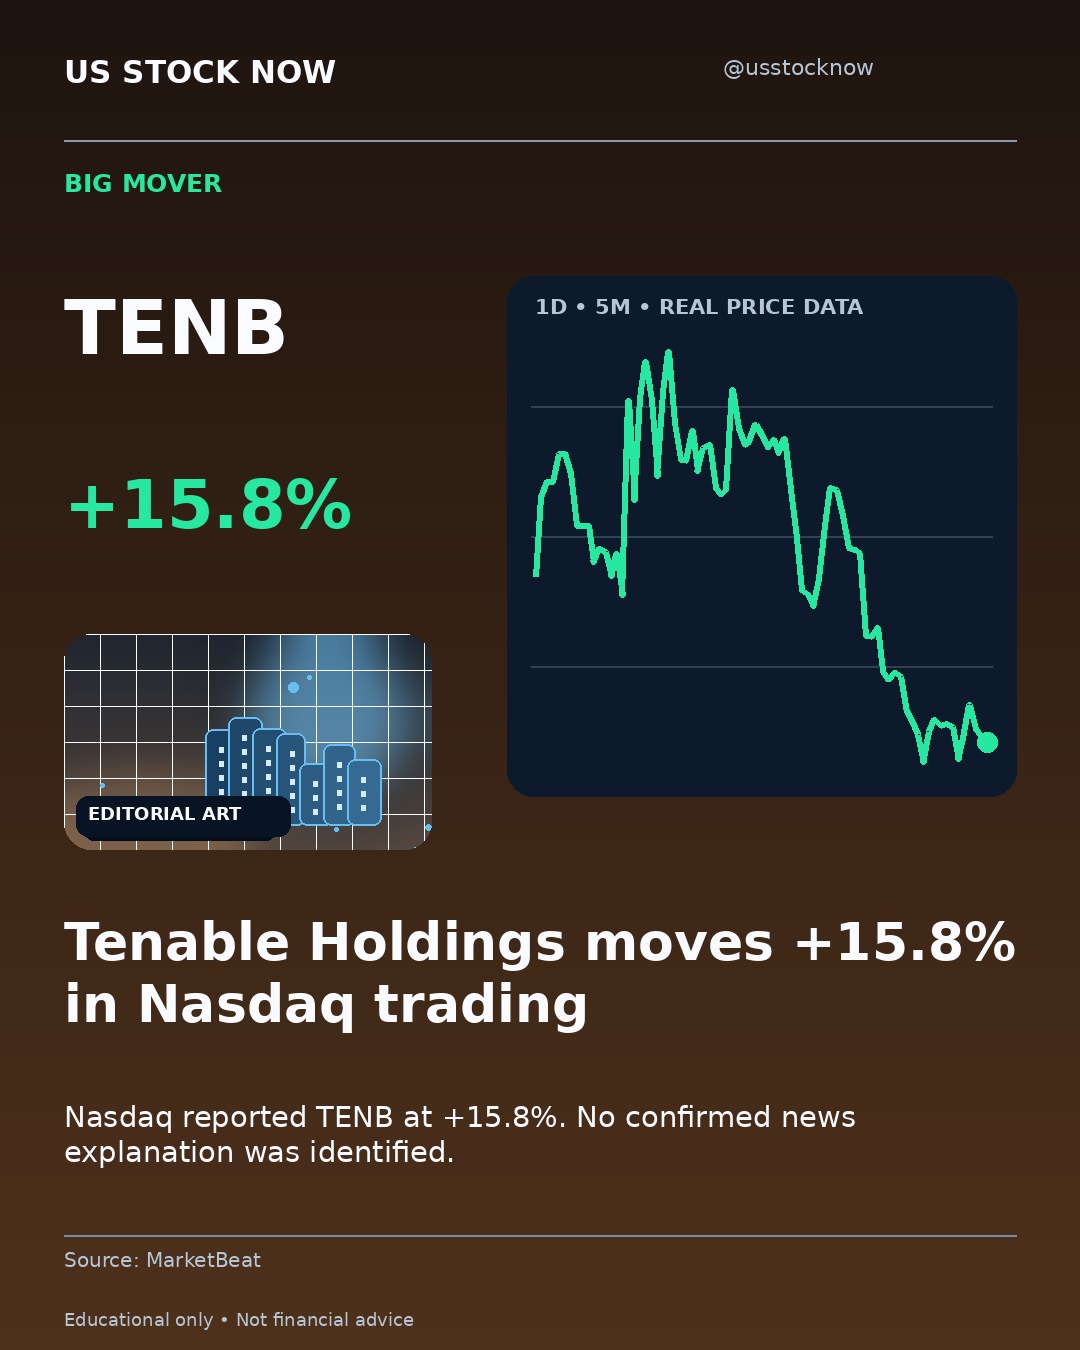 US STOCK NOW
@usstocknow
BIG MOVER
TENB
+15.8%
1D • 5M • REAL PRICE DATA
EDITORIAL ART
Tenable Holdings moves +15.8%
in Nasdaq trading
Nasdaq reported TENB at +15.8%. No confirmed news
explanation was identified.
Source: MarketBeat
Educational only • Not financial advice